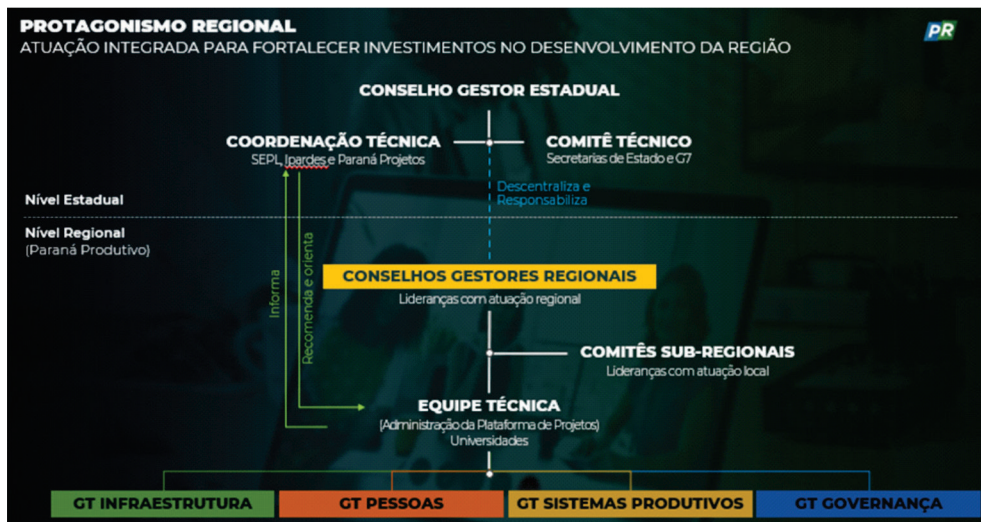 PROTAGONISMO REGIONAL
ATUAÇÃO INTEGRADA PARA FORTALECER INVESTIMENTOS NO DESENVOLVIMENTO DA REGIÃO
PR
CONSELHO GESTOR ESTADUAL
COORDENAÇÃO TÉCNICA
SEPL, Ipardes e Paraná Projetos
COMITÊ TÉCNICO
Secretarias de Estado e G7
Descentraliza e
Responsabiliza
Nível Estadual
Nível Regional
(Paraná Produtivo)
Informa
Recomenda e orienta
CONSELHOS GESTORES REGIONAIS
Lideranças com atuação regional
COMITÊS SUB-REGIONAIS
Lideranças com atuação local
EQUIPE TÉCNICA
(Administração da Plataforma de Projetos)
Universidades
GT INFRAESTRUTURA
GT PESSOAS
GT SISTEMAS PRODUTIVOS
GT GOVERNANÇA